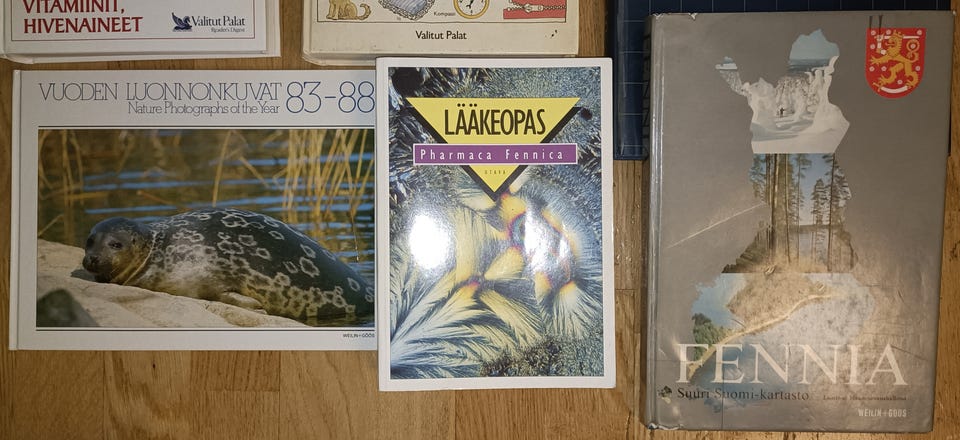 VITAMIINIT,
HIVENAINEET
Valitut Palat
Reader's Digest
Kompassi
Valitut Palat
VUODEN LUONNONKUVAT 83-88
Nature Photographs of the Year
WEILIN+GÖÖS
LÄÄKEOPAS
Pharmaca Fennica
OTAVA
FENNIA
Suuri Suomi-kartasto
WEILIN+GÖÖS